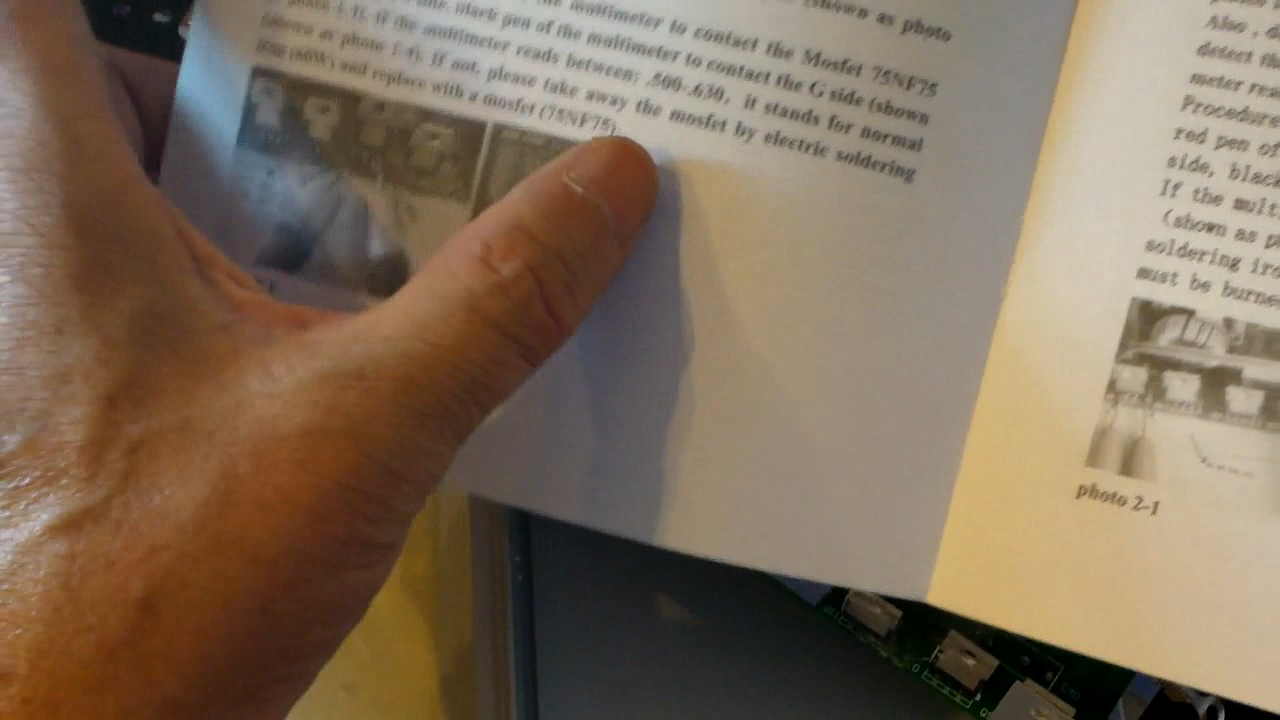 (shown as photo
the multimeter to contact the Mosfet 75NF75
black pen of the multimeter to contact the G side (shown
if the multimeter reads between: .500-.630, it stands for normal
(shown as photo 1-4). If not, please take away the mosfet by electric soldering
(60W) and replace with a mosfet (75NF75).
Also, d
detect th
meter rea
Procedure
red pen of
side, black
If the mult
(shown as p
soldering iro
must be burne
photo 2-1